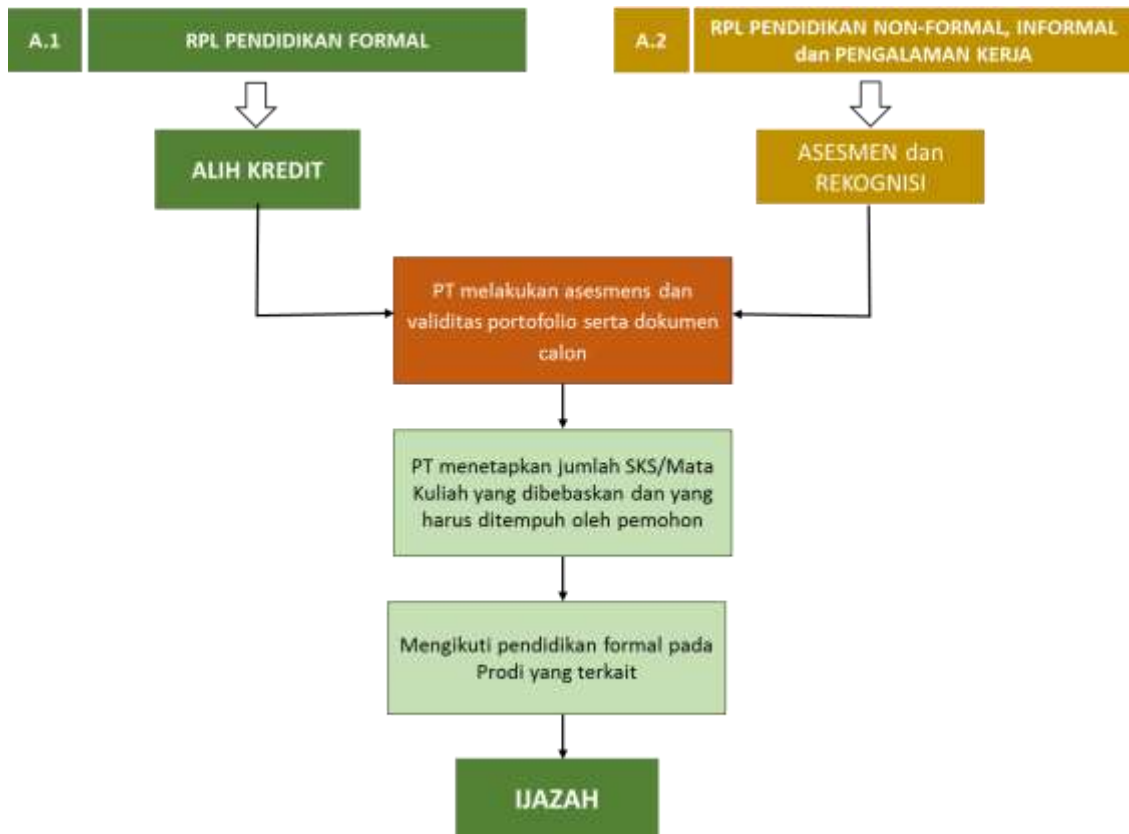 A.1
RPL PENDIDIKAN FORMAL
A.2
RPL PENDIDIKAN NON-FORMAL, INFORMAL
dan PENGALAMAN KERJA
ALIH KREDIT
ASESMEN dan
REKOGNISI
PT melakukan asesmens dan
validitas portofolio serta dokumen
calon
PT menetapkan jumlah SKS/Mata
Kuliah yang dibebaskan dan yang
harus ditempuh oleh pemohon
Mengikuti pendidikan formal pada
Prodi yang terkait
IJAZAH